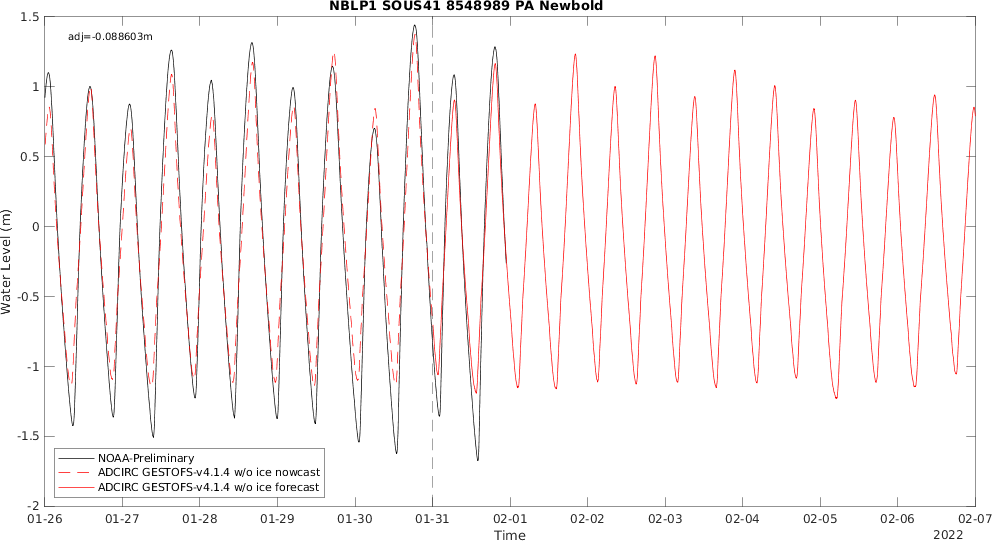 NBLP1 SOUS41 8548989 PA Newbold
adj=-0.088603m
1.5
1
0.5
0
-0.5
-1
-1.5
-2
Water Level (m)
NOAA-Preliminary
ADCIRC GESTOFS-v4.1.4 w/o ice nowcast
ADCIRC GESTOFS-v4.1.4 w/o ice forecast
01-26 01-27 01-28 01-29 01-30 01-31 02-01 02-02 02-03 02-04 02-05 02-06 02-07
Time
2022